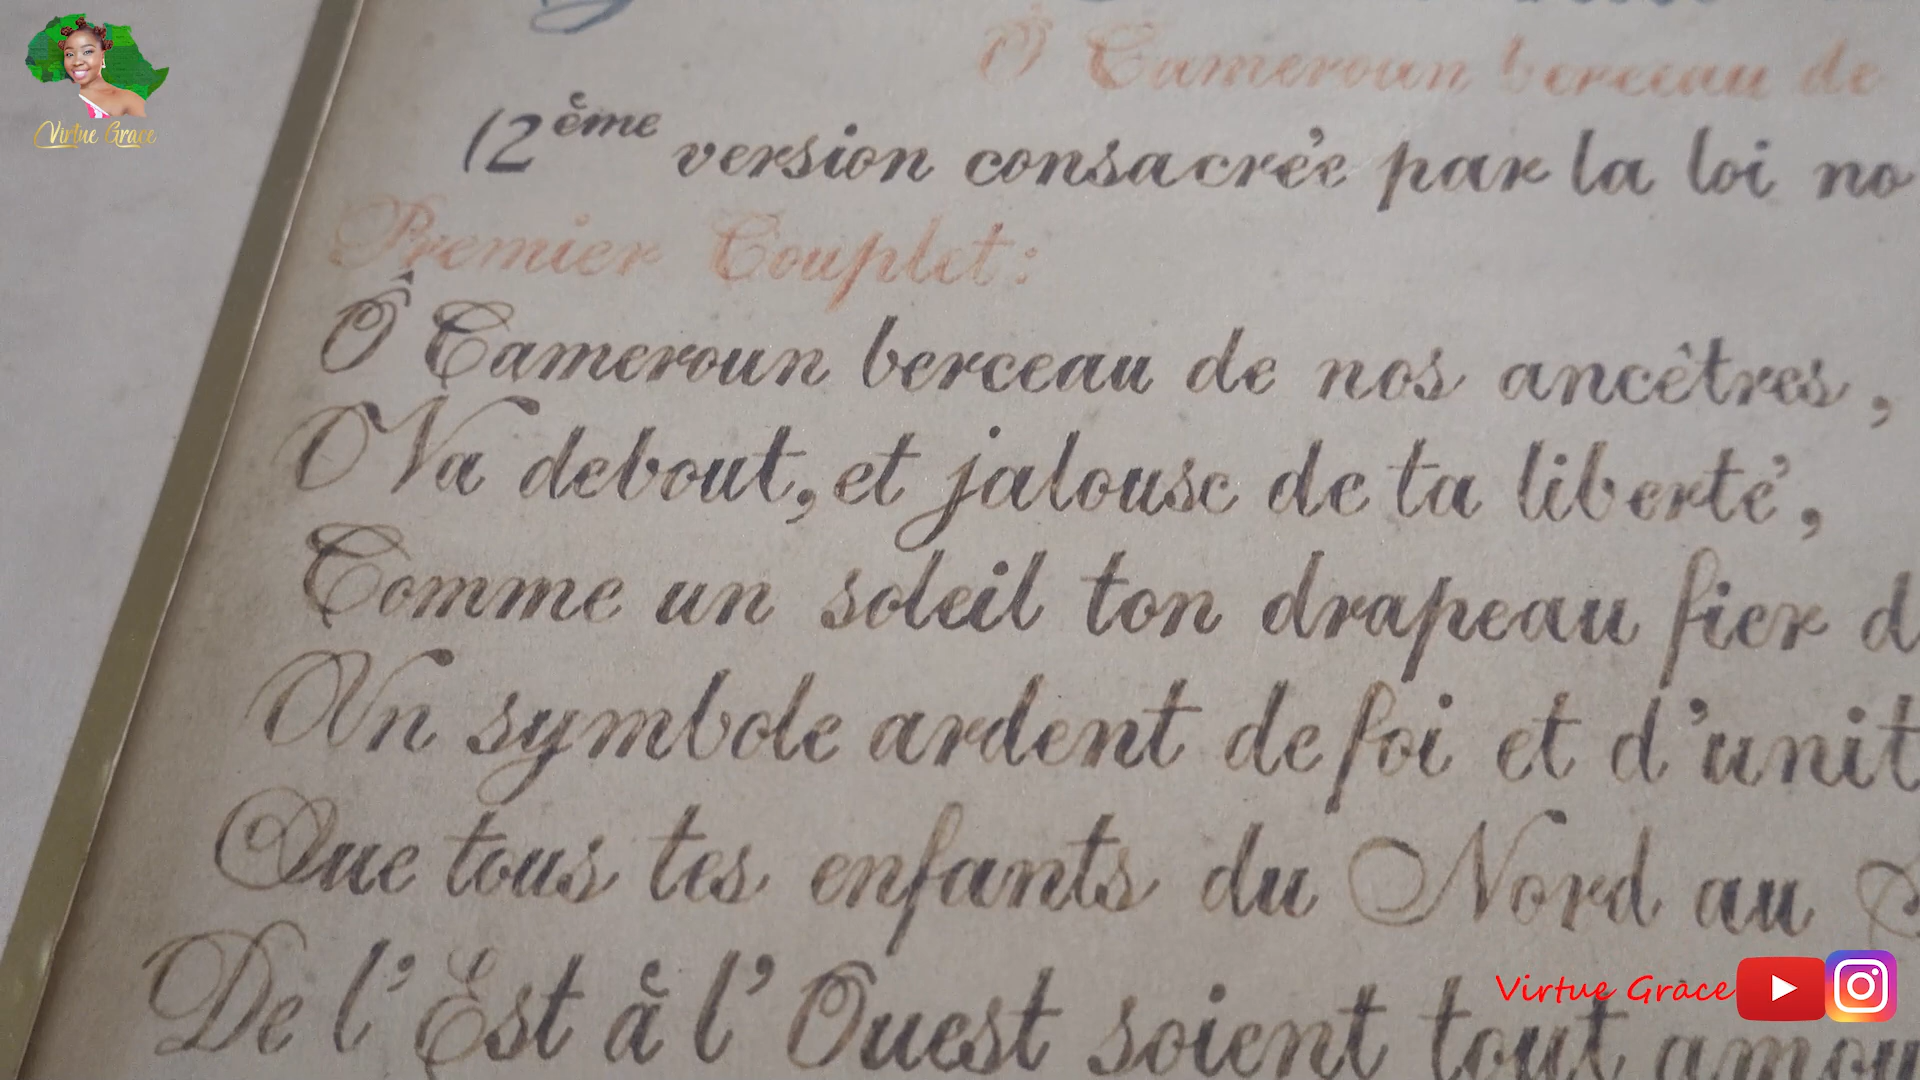 Virtue Grace
Ô Cameroun berceau de
(2ème version consacrée par la loi no
Premier Couplet:
Ô Cameroun berceau de nos ancêtres,
Va debout, et jalouse de ta liberté,
Comme un soleil ton drapeau fier d
Un symbole ardent de foi et d'unit
Que tous tes enfants du Nord au
De l'Est à l'Ouest soient tout amou
Virtue Grace